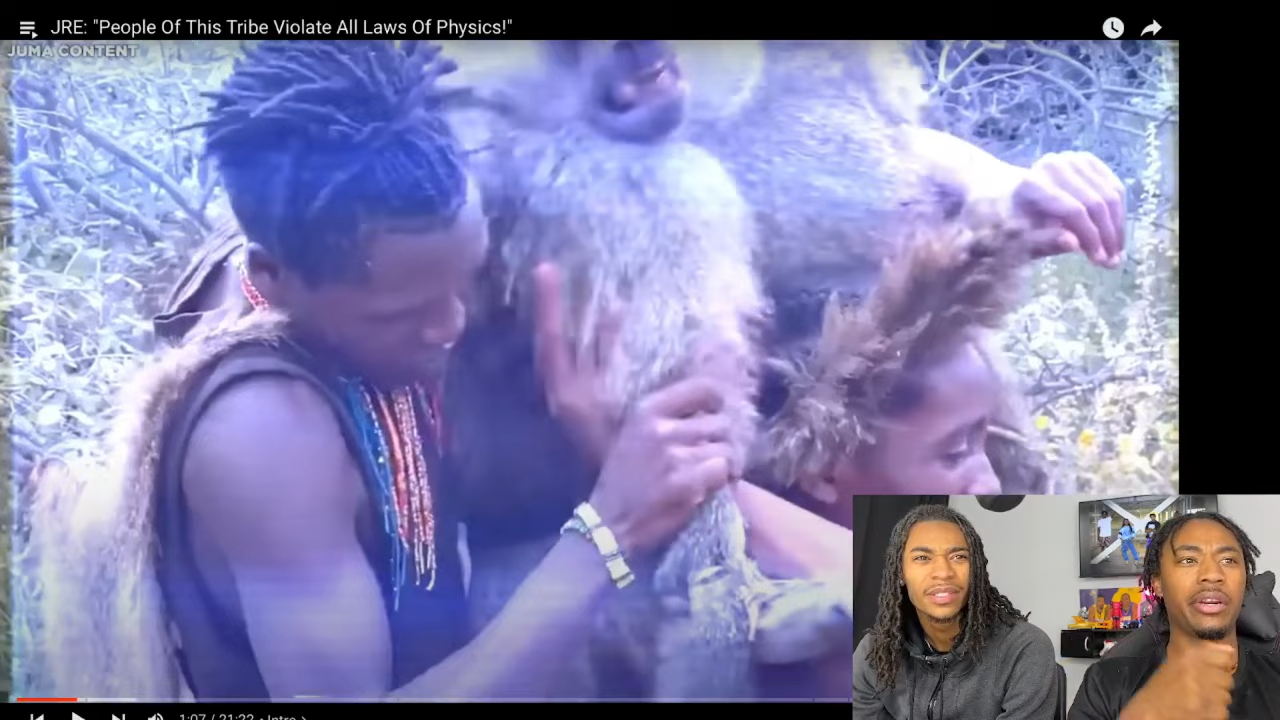 JRE: "People Of This Tribe Violate All Laws Of Physics!"
JUMA CONTENT
1:07 / 21:22 • Intro >